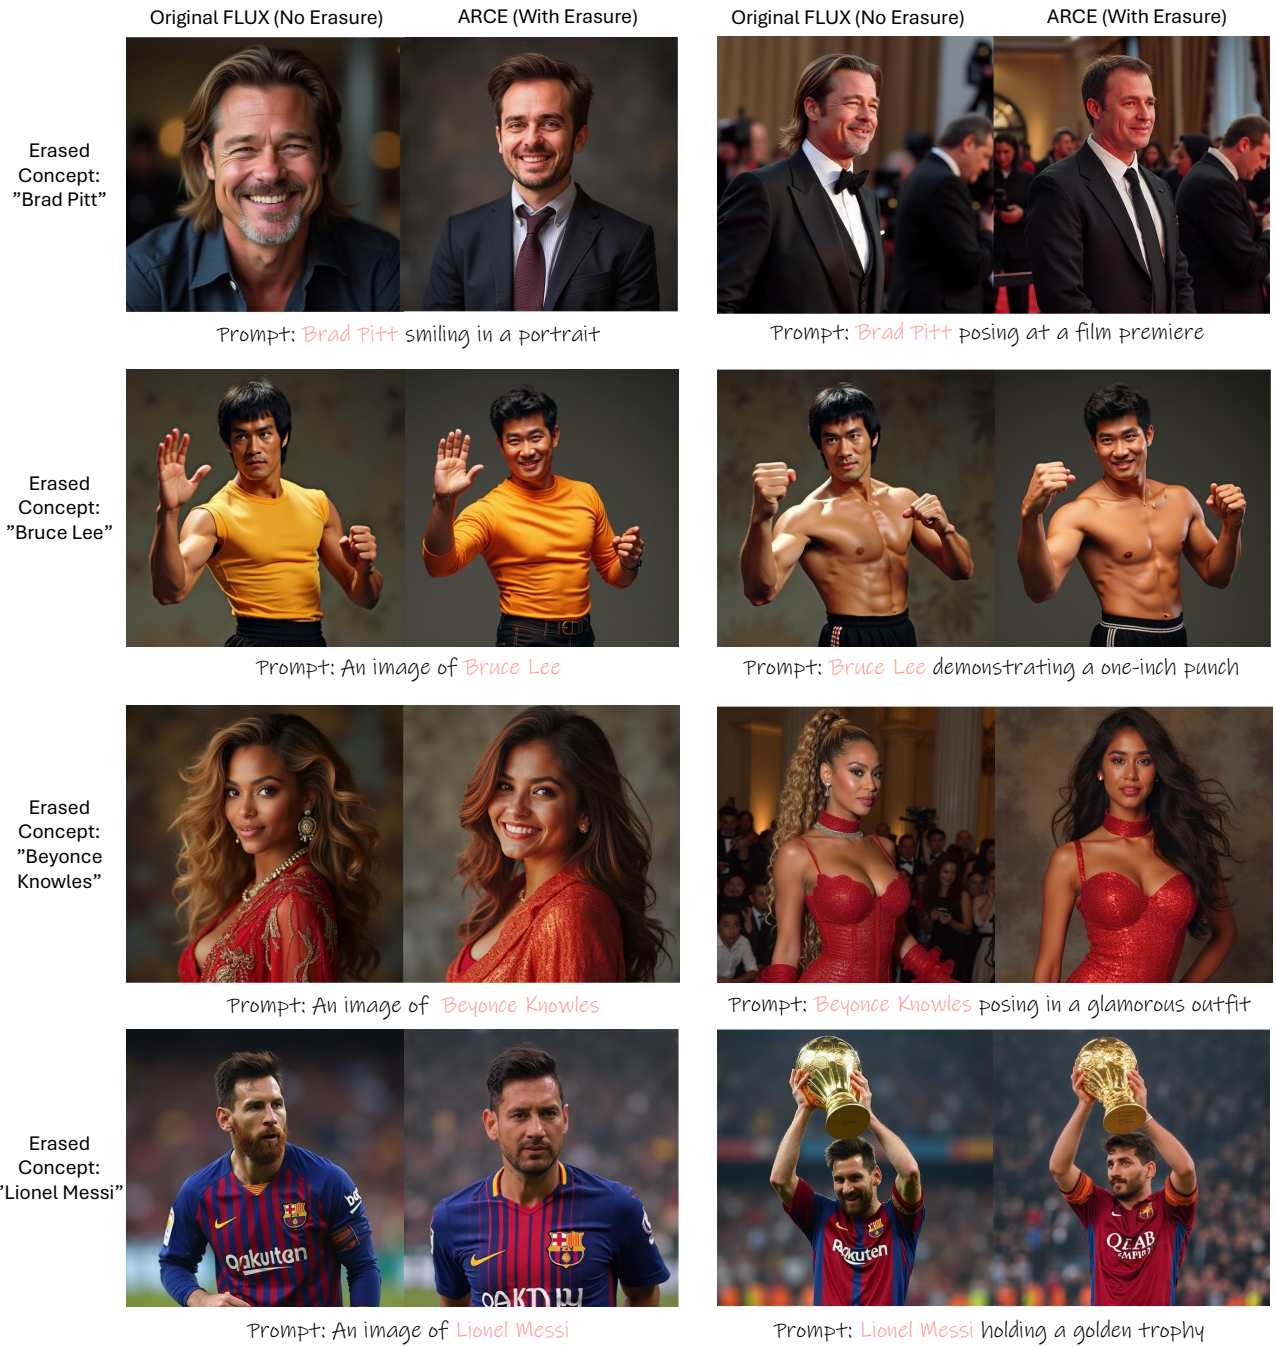 Original FLUX (No Erasure) ARCE (With Erasure) Original FLUX (No Erasure) ARCE (With Erasure)
Erased
Concept:
”Brad Pitt”
Prompt: Brad Pitt smiling in a portrait
Prompt: Brad Pitt posing at a film premiere
Erased
Concept:
”Bruce Lee”
Prompt: An image of Bruce Lee
Prompt: Bruce Lee demonstrating a one-inch punch
Erased
Concept:
”Beyonce
Knowles”
Prompt: An image of Beyonce Knowles
Prompt: Beyonce Knowles posing in a glamorous outfit
Erased
Concept:
”Lionel Messi”
Rakuten
QEAB
Prompt: An image of Lionel Messi
Prompt: Lionel Messi holding a golden trophy